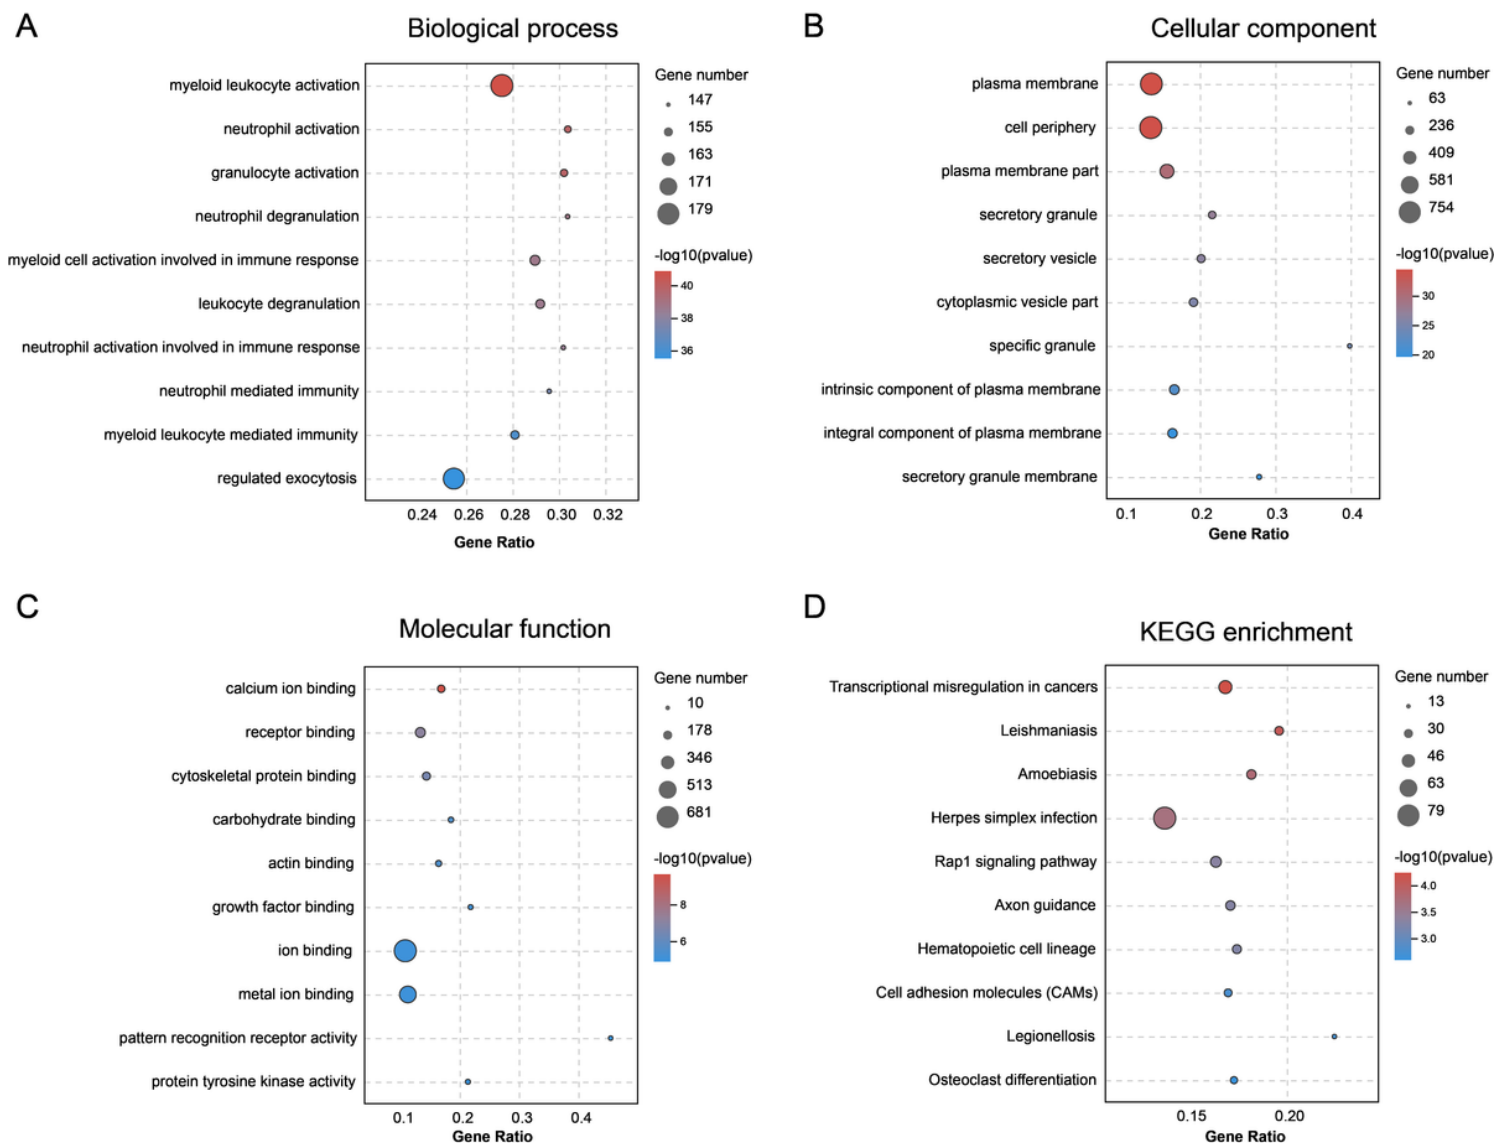 A
Biological process
myeloid leukocyte activation
neutrophil activation
granulocyte activation
neutrophil degranulation
myeloid cell activation involved in immune response
leukocyte degranulation
neutrophil activation involved in immune response
neutrophil mediated immunity
myeloid leukocyte mediated immunity
regulated exocytosis
0.24 0.26 0.28 0.30 0.32
Gene Ratio
Gene number
147
155
163
171
179
-log10(pvalue)
40
38
36
B
Cellular component
plasma membrane
cell periphery
plasma membrane part
secretory granule
secretory vesicle
cytoplasmic vesicle part
specific granule
intrinsic component of plasma membrane
integral component of plasma membrane
secretory granule membrane
0.1 0.2 0.3 0.4
Gene Ratio
Gene number
63
236
409
581
754
-log10(pvalue)
30
25
20
C
Molecular function
calcium ion binding
receptor binding
cytoskeletal protein binding
carbohydrate binding
actin binding
growth factor binding
ion binding
metal ion binding
pattern recognition receptor activity
protein tyrosine kinase activity
0.1 0.2 0.3 0.4
Gene Ratio
Gene number
10
178
346
513
681
-log10(pvalue)
8
6
D
KEGG enrichment
Transcriptional misregulation in cancers
Leishmaniasis
Amoebiasis
Herpes simplex infection
Rap1 signaling pathway
Axon guidance
Hematopoietic cell lineage
Cell adhesion molecules (CAMs)
Legionellosis
Osteoclast differentiation
0.15 0.20
Gene Ratio
Gene number
13
30
46
63
79
-log10(pvalue)
4.0
3.5
3.0